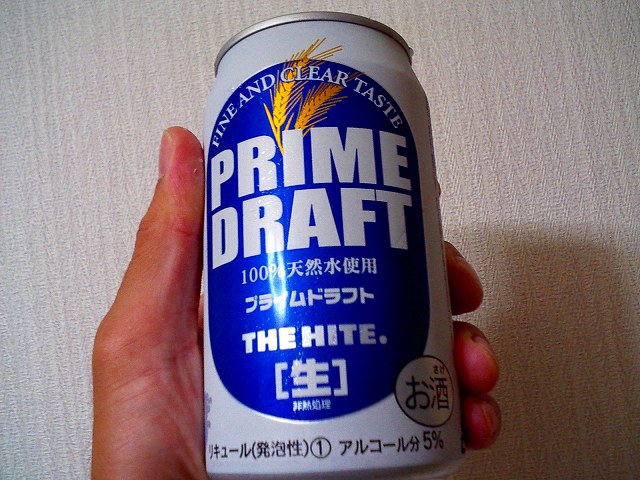 FINE AND CLEAR TASTE
PRIME
DRAFT
100%天然水使用
プライムドラフト
THE HITE.
[生]
非熱処理
さけ
お酒
リキュール(発泡性)① アルコール分5%